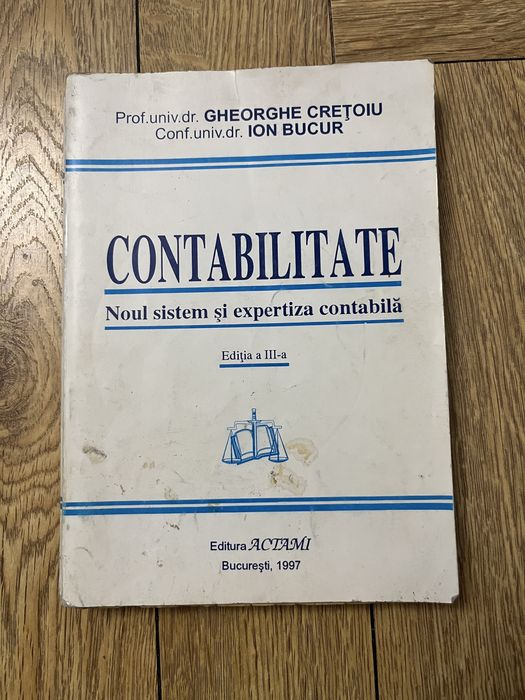 Prof.univ.dr. GHEORGHE CREŢOIU
Conf.univ.dr. ION BUCUR
CONTABILITATE
Noul sistem şi expertiza contabilă
Ediţia a III-a
Editura ACTAMI
Bucureşti, 1997